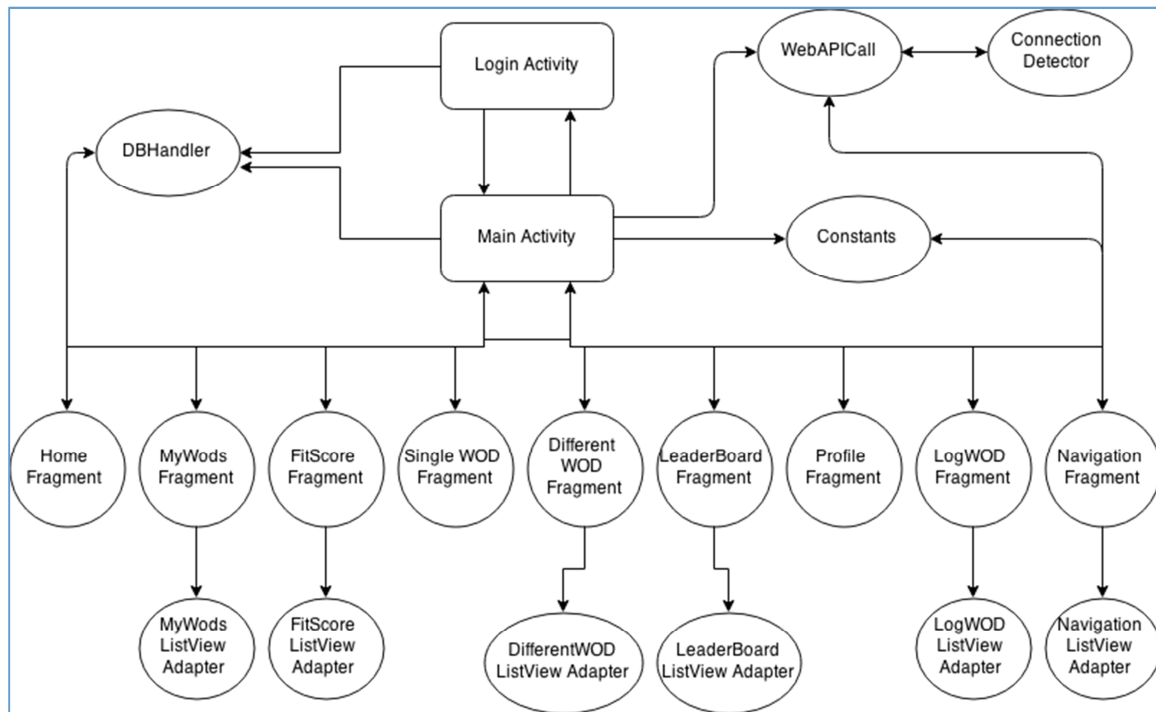 Login Activity
WebAPICall
Connection
Detector
DBHandler
Main Activity
Constants
Home
Fragment
MyWods
Fragment
FitScore
Fragment
Single WOD
Fragment
Different
WOD
Fragment
LeaderBoard
Fragment
Profile
Fragment
LogWOD
Fragment
Navigation
Fragment
MyWods
ListView
Adapter
FitScore
ListView
Adapter
DifferentWOD
ListView Adapter
LeaderBoard
ListView Adapter
LogWOD
ListView
Adapter
Navigation
ListView
Adapter